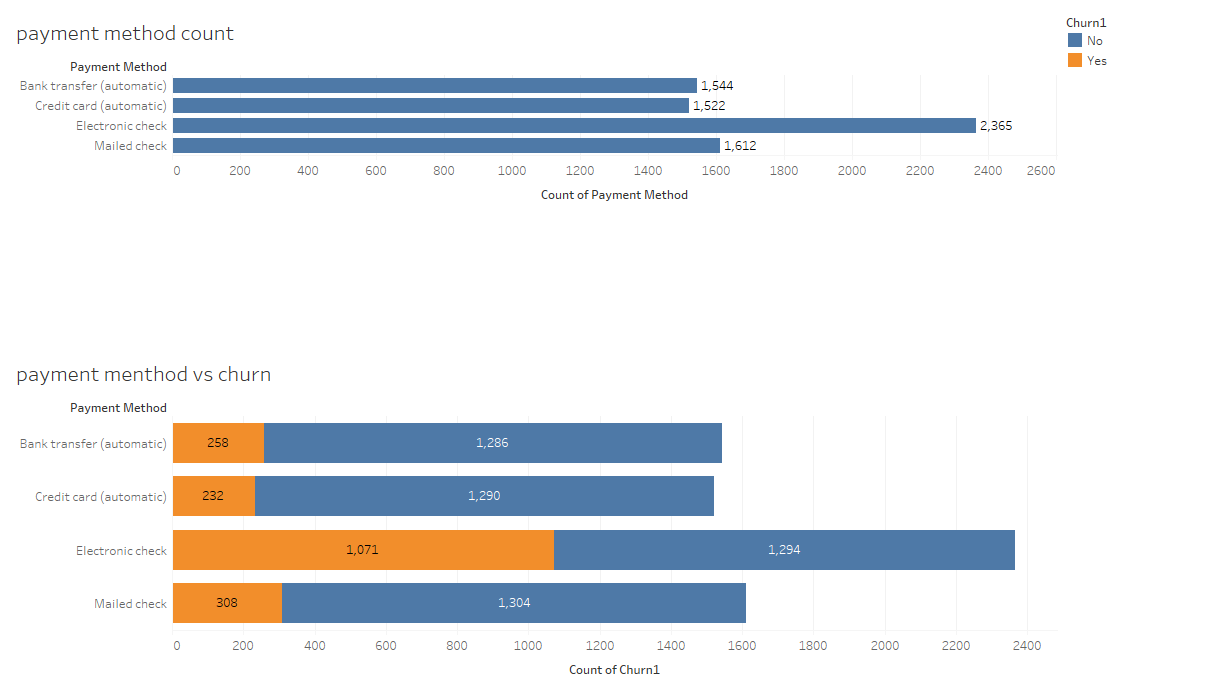 payment method count
Churn1
No
Yes
Payment Method
Bank transfer (automatic) 1,544
Credit card (automatic) 1,522
Electronic check 2,365
Mailed check 1,612
0 200 400 600 800 1000 1200 1400 1600 1800 2000 2200 2400 2600
Count of Payment Method
payment menthod vs churn
Payment Method
Bank transfer (automatic) 258 1,286
Credit card (automatic) 232 1,290
Electronic check 1,071 1,294
Mailed check 308 1,304
0 200 400 600 800 1000 1200 1400 1600 1800 2000 2200 2400
Count of Churn1